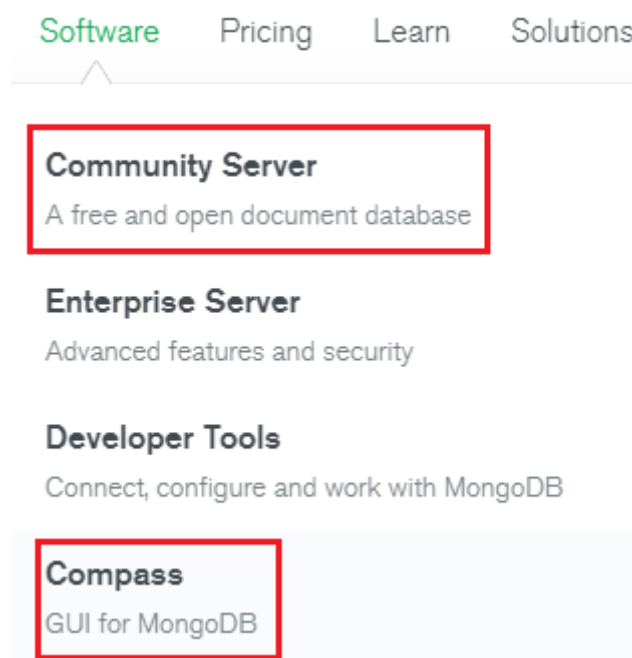 Software Pricing Learn Solutions
Community Server
A free and open document database
Enterprise Server
Advanced features and security
Developer Tools
Connect, configure and work with MongoDB
Compass
GUI for MongoDB